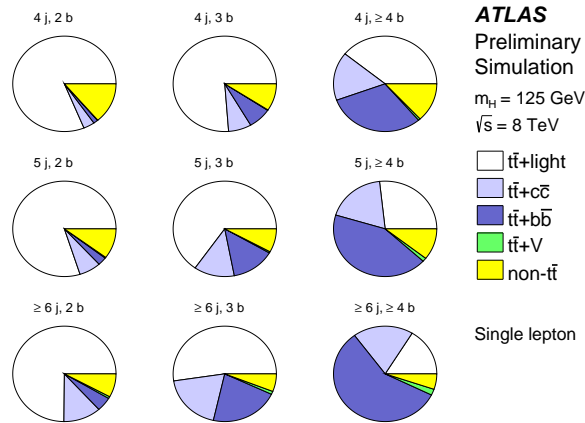 4 j, 2 b
4 j, 3 b
4 j, ≥ 4 b
5 j, 2 b
5 j, 3 b
5 j, ≥ 4 b
≥ 6 j, 2 b
≥ 6 j, 3 b
≥ 6 j, ≥ 4 b
ATLAS
Preliminary
Simulation
m_H = 125 GeV
√s = 8 TeV
tt̄+light
tt̄+cc̄
tt̄+bb̄
tt̄+V
non-tt̄
Single lepton